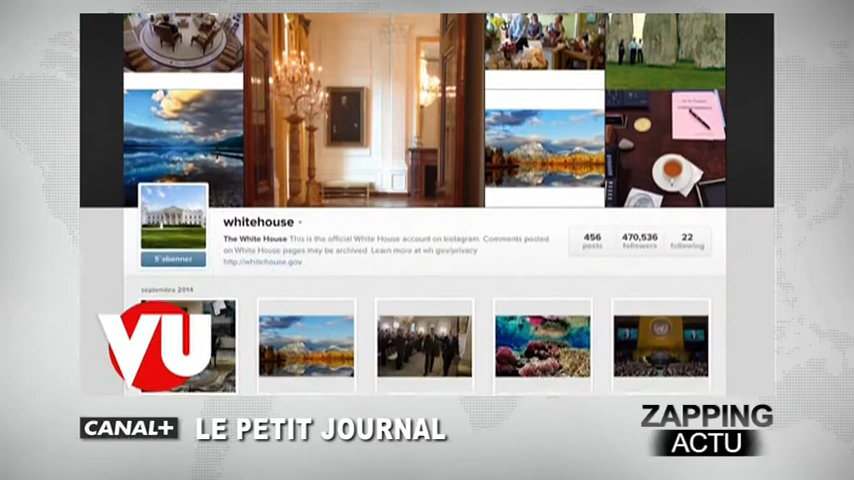 whitehouse
The White House This is the official White House account on Instagram. Comments posted
on White House pages may be archived. Learn more at wh.gov/privacy
http://whitehouse.gov
456
posts
470,536
followers
22
following
S'abonner
septembre 2014
VU
CANAL+
LE PETIT JOURNAL
ZAPPING
ACTU